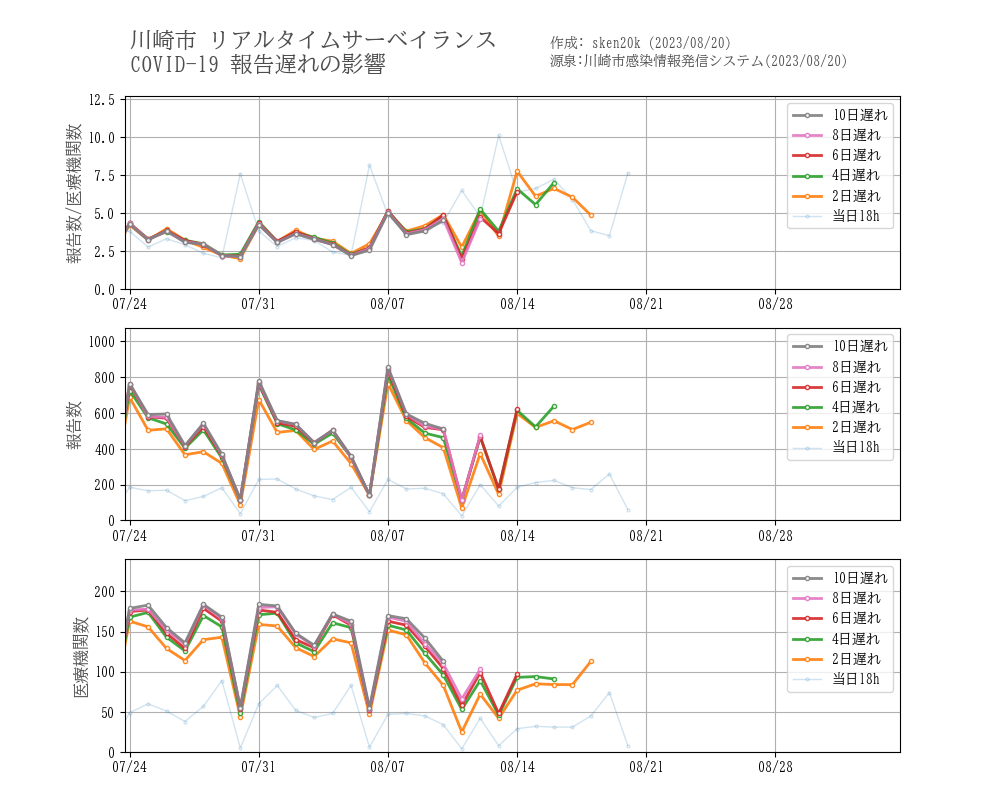 川崎市 リアルタイムサーベイランス
COVID-19 報告遅れの影響
作成: sken20k (2023/08/20)
源泉:川崎市感染情報発信システム(2023/08/20)
報告数/医療機関数
12.5
10.0
7.5
5.0
2.5
0.0
07/24 07/31 08/07 08/14 08/21 08/28
10日遅れ
8日遅れ
6日遅れ
4日遅れ
2日遅れ
当日18h
報告数
1000
800
600
400
200
0
07/24 07/31 08/07 08/14 08/21 08/28
10日遅れ
8日遅れ
6日遅れ
4日遅れ
2日遅れ
当日18h
医療機関数
200
150
100
50
0
07/24 07/31 08/07 08/14 08/21 08/28
10日遅れ
8日遅れ
6日遅れ
4日遅れ
2日遅れ
当日18h